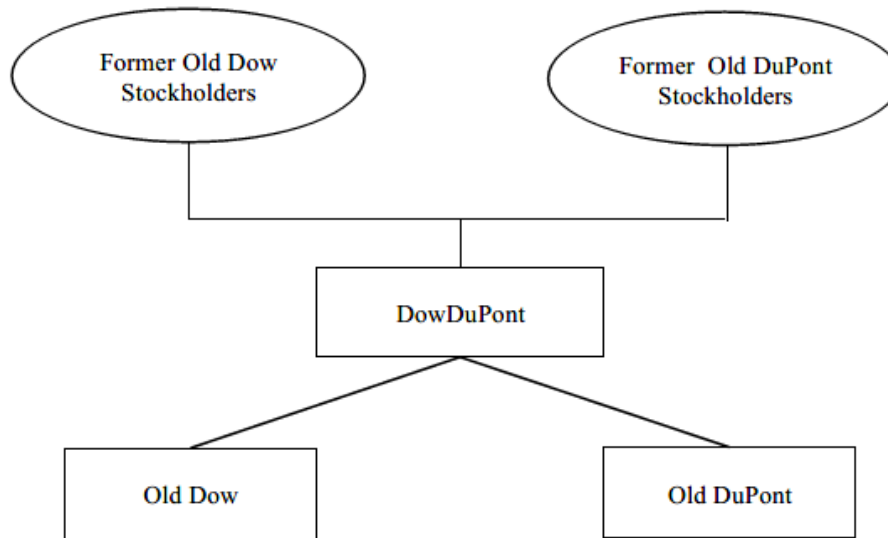 Former Old Dow
Stockholders
Former Old DuPont
Stockholders
DowDuPont
Old Dow
Old DuPont